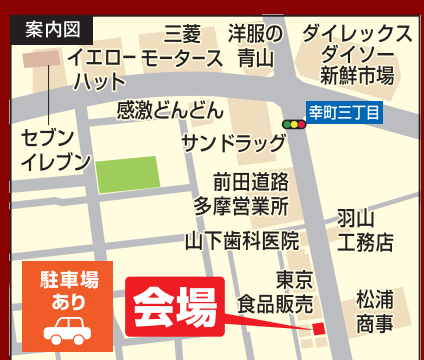 案内図
三菱
モータース
イエロー
ハット
洋服の
青山
ダイレックス
ダイソー
新鮮市場
感激どんどん
幸町三丁目
セブン
イレブン
サンドラッグ
前田道路
多摩営業所
羽山
工務店
山下歯科医院
駐車場
あり
会場
東京
食品販売
松浦
商事